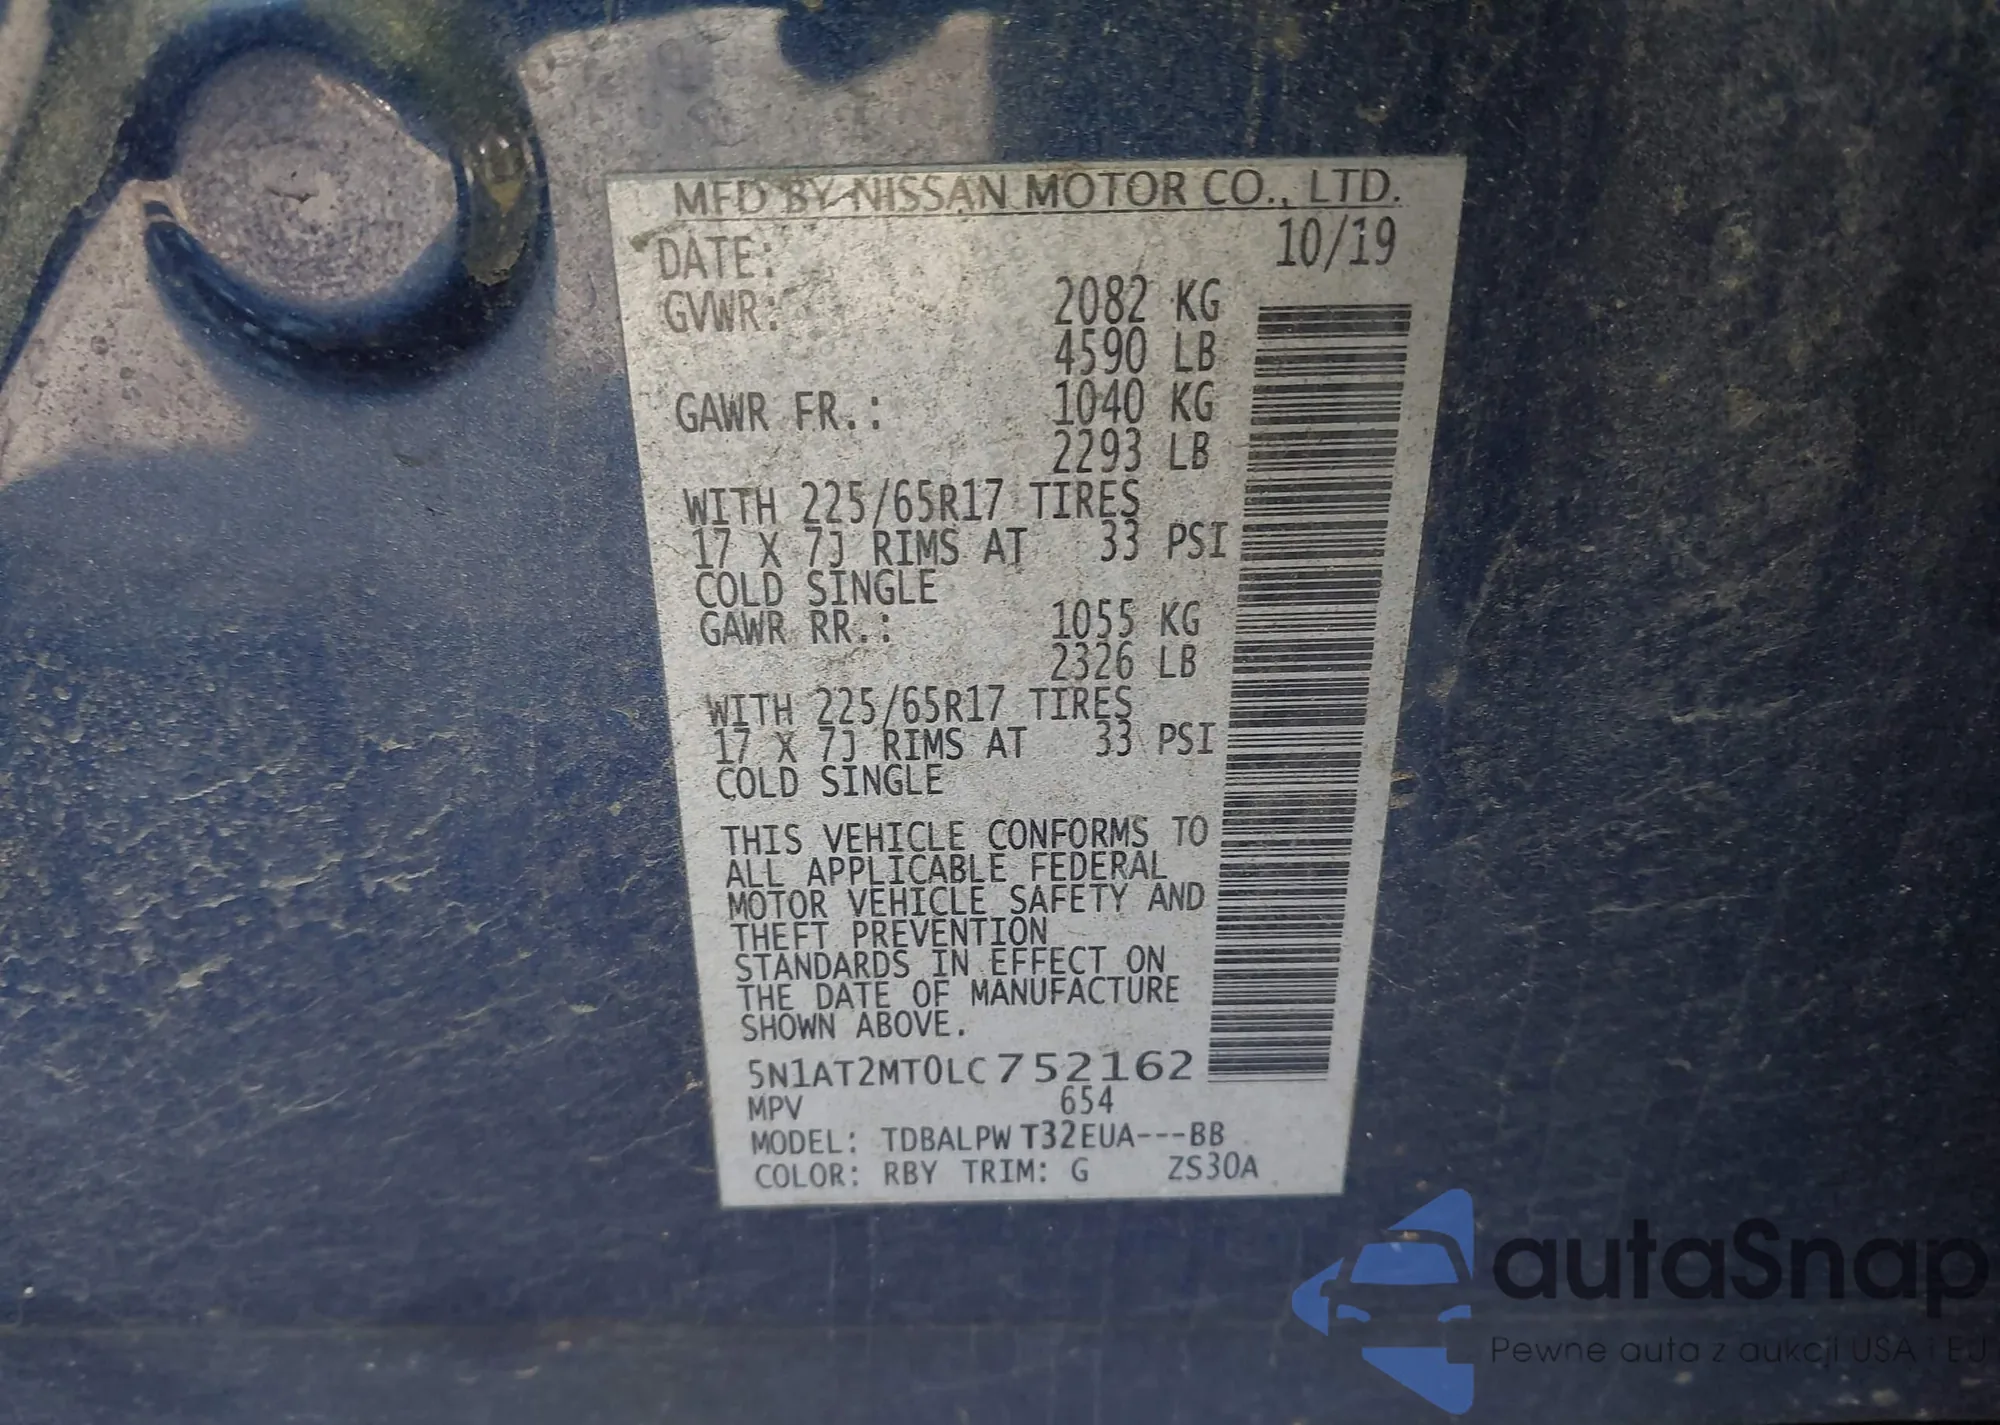 MFD BY NISSAN MOTOR CO., LTD.
DATE: 10/19
GVWR: 2082 KG
4590 LB
GAWR FR.: 1040 KG
2293 LB
WITH 225/65R17 TIRES
17 X 7J RIMS AT 33 PSI
COLD SINGLE
GAWR RR.: 1055 KG
2326 LB
WITH 225/65R17 TIRES
17 X 7J RIMS AT 33 PSI
COLD SINGLE
THIS VEHICLE CONFORMS TO
ALL APPLICABLE FEDERAL
MOTOR VEHICLE SAFETY AND
THEFT PREVENTION
STANDARDS IN EFFECT ON
THE DATE OF MANUFACTURE
SHOWN ABOVE.
5N1AT2MT0LC752162
MPV 654
MODEL: TDBALPW T32EUA---BB
COLOR: RBY TRIM: G ZS30A
autaSnap
Pewne auta z aukcji USA i EU